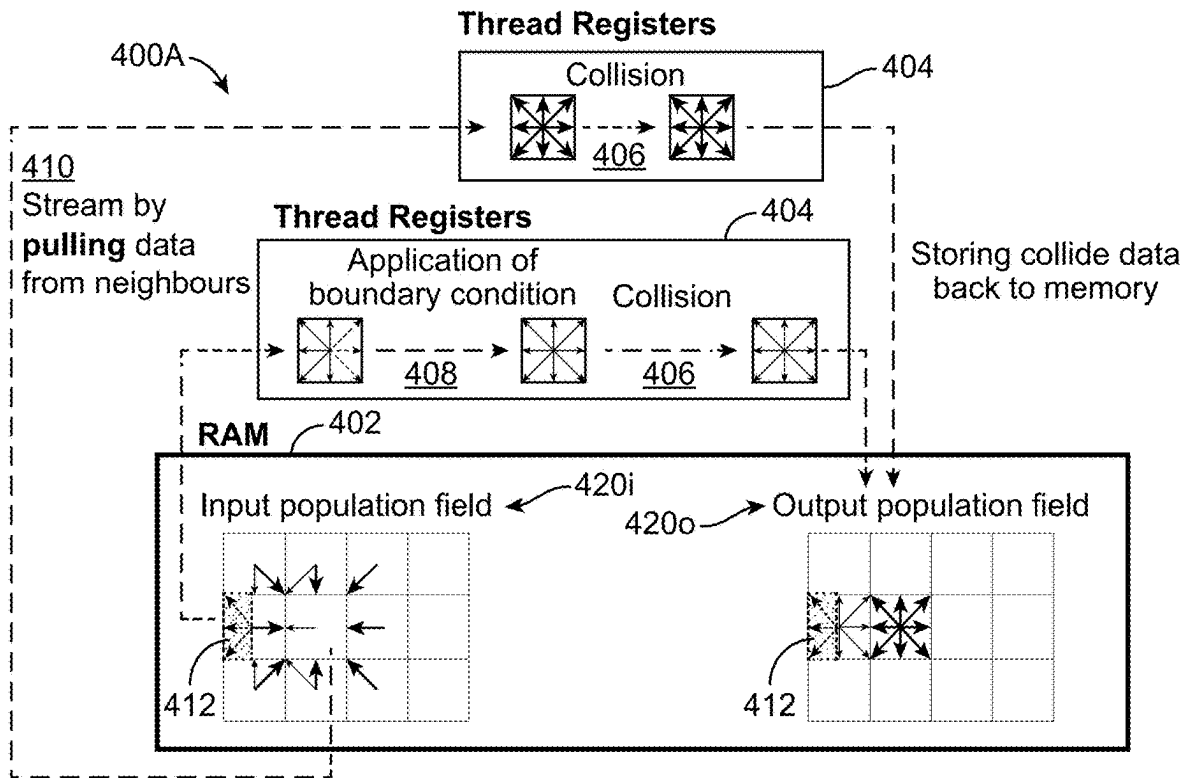 Thread Registers
400A
Collision
404
406
410
Stream by
pulling data
from neighbours
Thread Registers
404
Application of
boundary condition
Collision
408
406
Storing collide data
back to memory
RAM
402
Input population field
420i
420o
Output population field
412
412